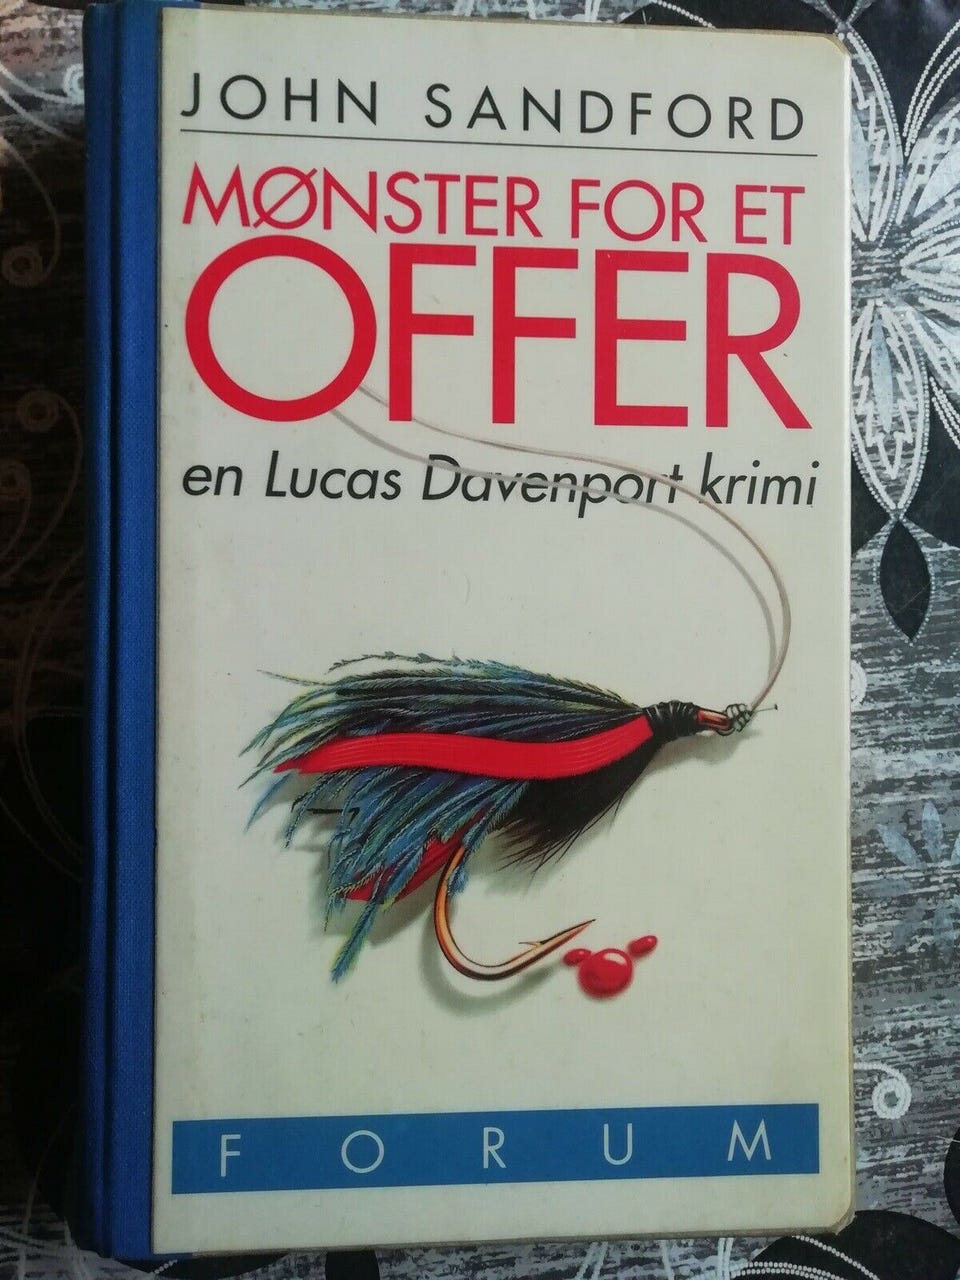 JOHN SANDFORD
MØNSTER FOR ET
OFFER
en Lucas Davenport krimi
FORUM